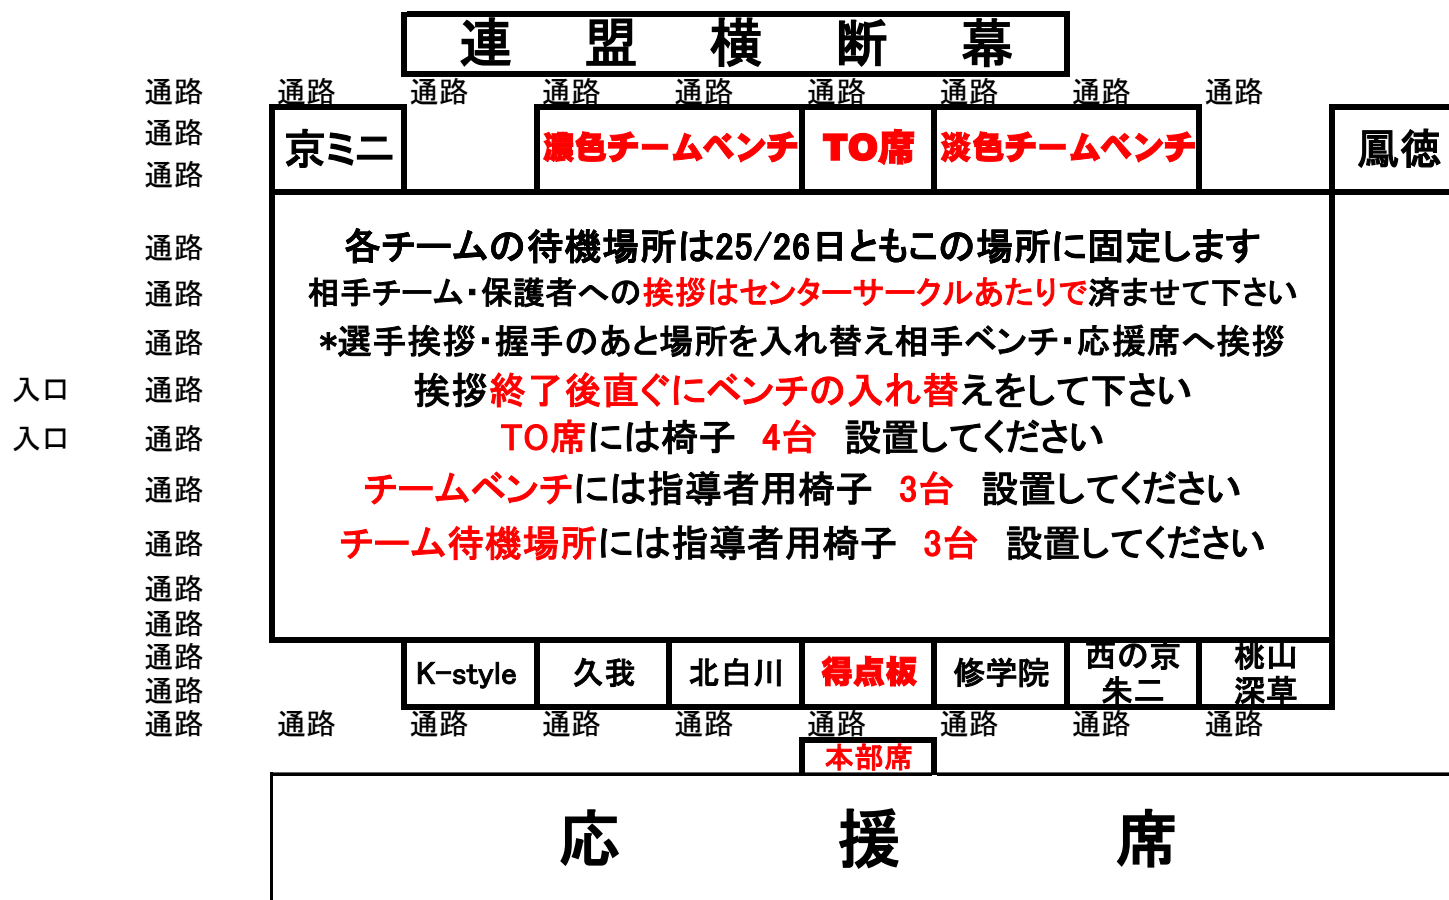 連 盟 横 断 幕
通路 通路 通路 通路 通路 通路 通路 通路 通路
通路 京ミニ 濃色チームベンチ TO席 淡色チームベンチ 鳳徳
通路
通路 各チームの待機場所は25/26日ともこの場所に固定します
通路 相手チーム・保護者への挨拶はセンターサークルあたりで済ませて下さい
通路 *選手挨拶・握手のあと場所を入れ替え相手ベンチ・応援席へ挨拶
入口 通路 挨拶終了後直ぐにベンチの入れ替えをして下さい
入口 通路 TO席には椅子 4台 設置してください
通路 チームベンチには指導者用椅子 3台 設置してください
通路 チーム待機場所には指導者用椅子 3台 設置してください
通路
通路
通路 K-style 久我 北白川 得点板 修学院 西の京 桃山
通路 朱二 深草
通路 通路 通路 通路 通路 通路 通路 通路 通路
本部席
応 援 席